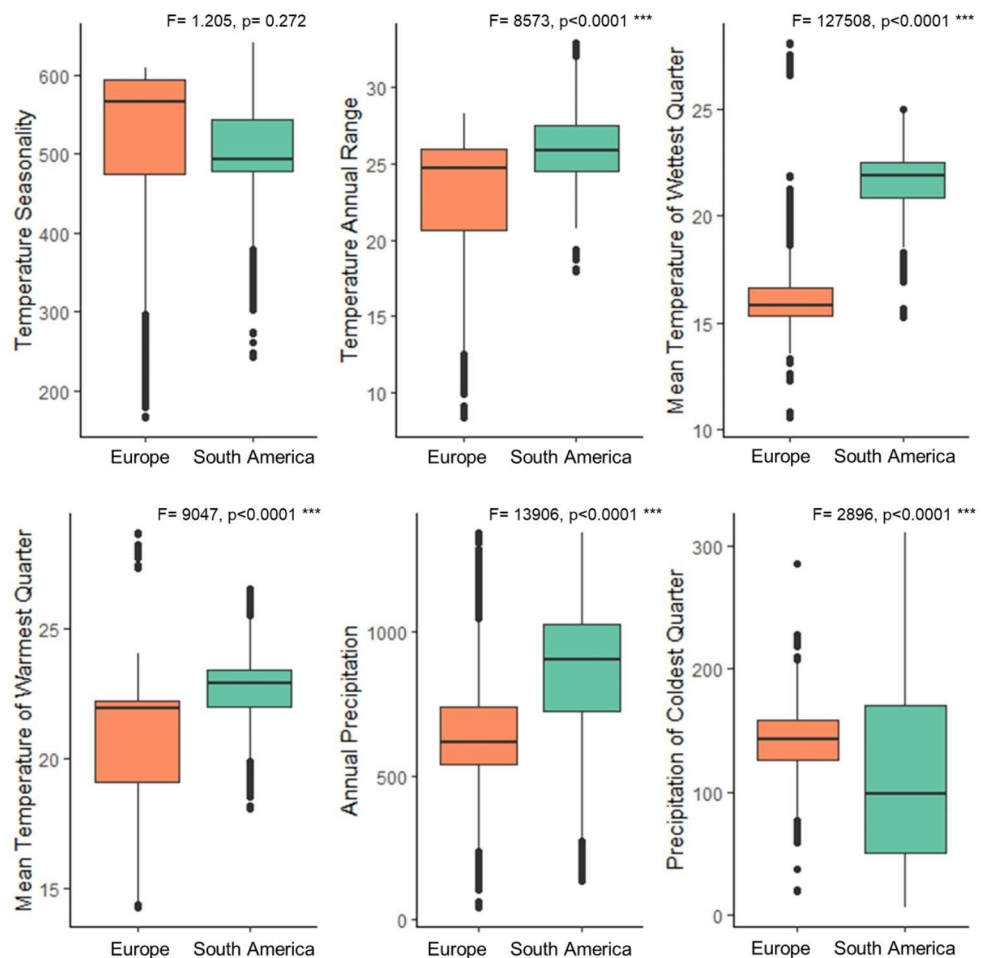 F= 1.205, p= 0.272
Temperature Seasonality
600
500
400
300
200
Europe South America
F= 8573, p<0.0001 ***
Temperature Annual Range
30
25
20
15
10
Europe South America
F= 127508, p<0.0001 ***
Mean Temperature of Wettest Quarter
25
20
15
10
Europe South America
F= 9047, p<0.0001 ***
Mean Temperature of Warmest Quarter
25
20
15
Europe South America
F= 13906, p<0.0001 ***
Annual Precipitation
1000
500
0
Europe South America
F= 2896, p<0.0001 ***
Precipitation of Coldest Quarter
300
200
100
0
Europe South America